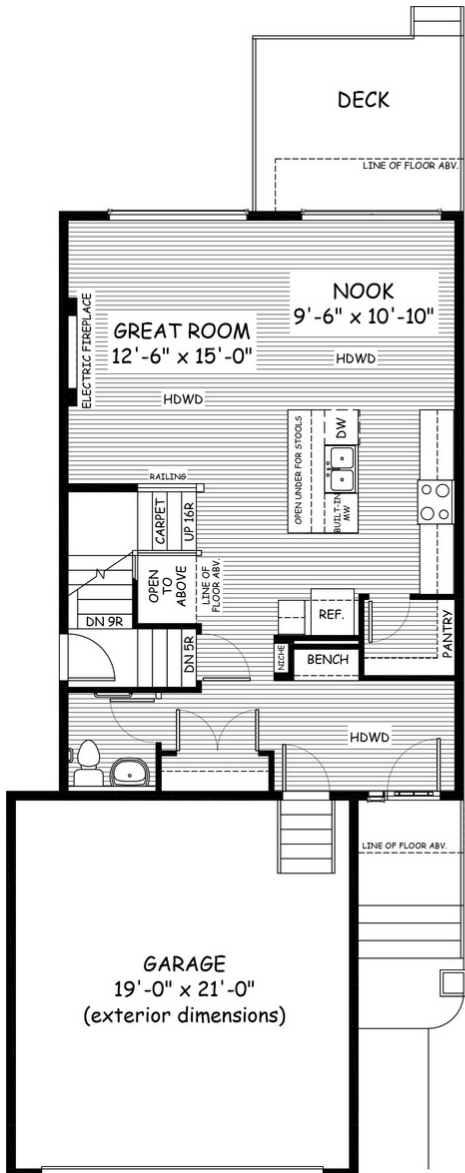 DECK
LINE OF FLOOR ABV.
NOOK
9'-6" x 10'-10"
ELECTRIC FIREPLACE
GREAT ROOM
12'-6" x 15'-0"
HDWD
HDWD
OPEN UNDER FOR STOOLS
DW
BUILT-IN
MW
RAILING
CARPET
UP 16R
OPEN
TO
ABOVE
LINE OF
FLOOR ABV.
DN 9R
DN 5R
REF.
PANTRY
NICHE
BENCH
HDWD
LINE OF FLOOR ABV.
GARAGE
19'-0" x 21'-0"
(exterior dimensions)